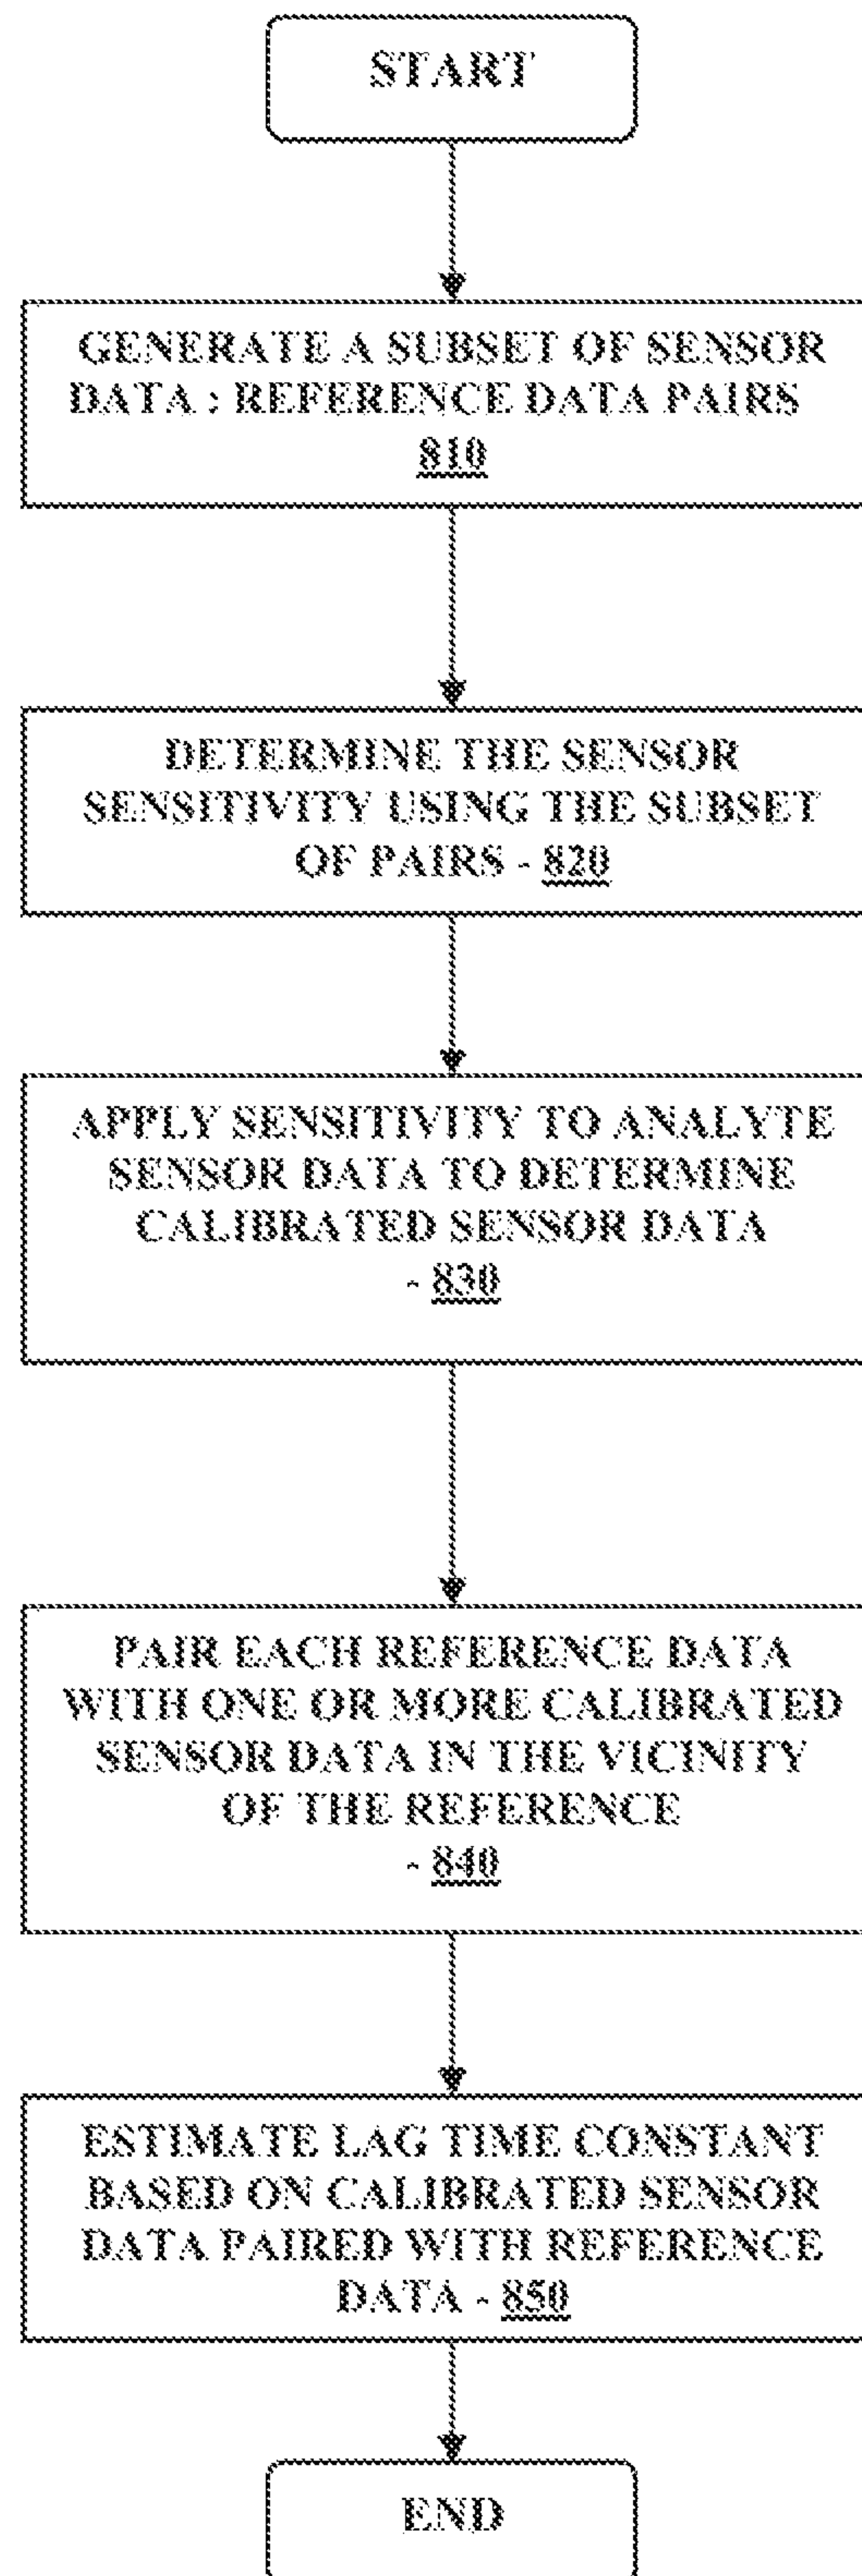 START
GENERATE A SUBSET OF SENSOR
DATA : REFERENCE DATA PAIRS
810
DETERMINE THE SENSOR
SENSITIVITY USING THE SUBSET
OF PAIRS - 820
APPLY SENSITIVITY TO ANALYTE
SENSOR DATA TO DETERMINE
CALIBRATED SENSOR DATA
- 830
PAIR EACH REFERENCE DATA
WITH ONE OR MORE CALIBRATED
SENSOR DATA IN THE VICINITY
OF THE REFERENCE
- 840
ESTIMATE LAG TIME CONSTANT
BASED ON CALIBRATED SENSOR
DATA PAIRED WITH REFERENCE
DATA - 850
END